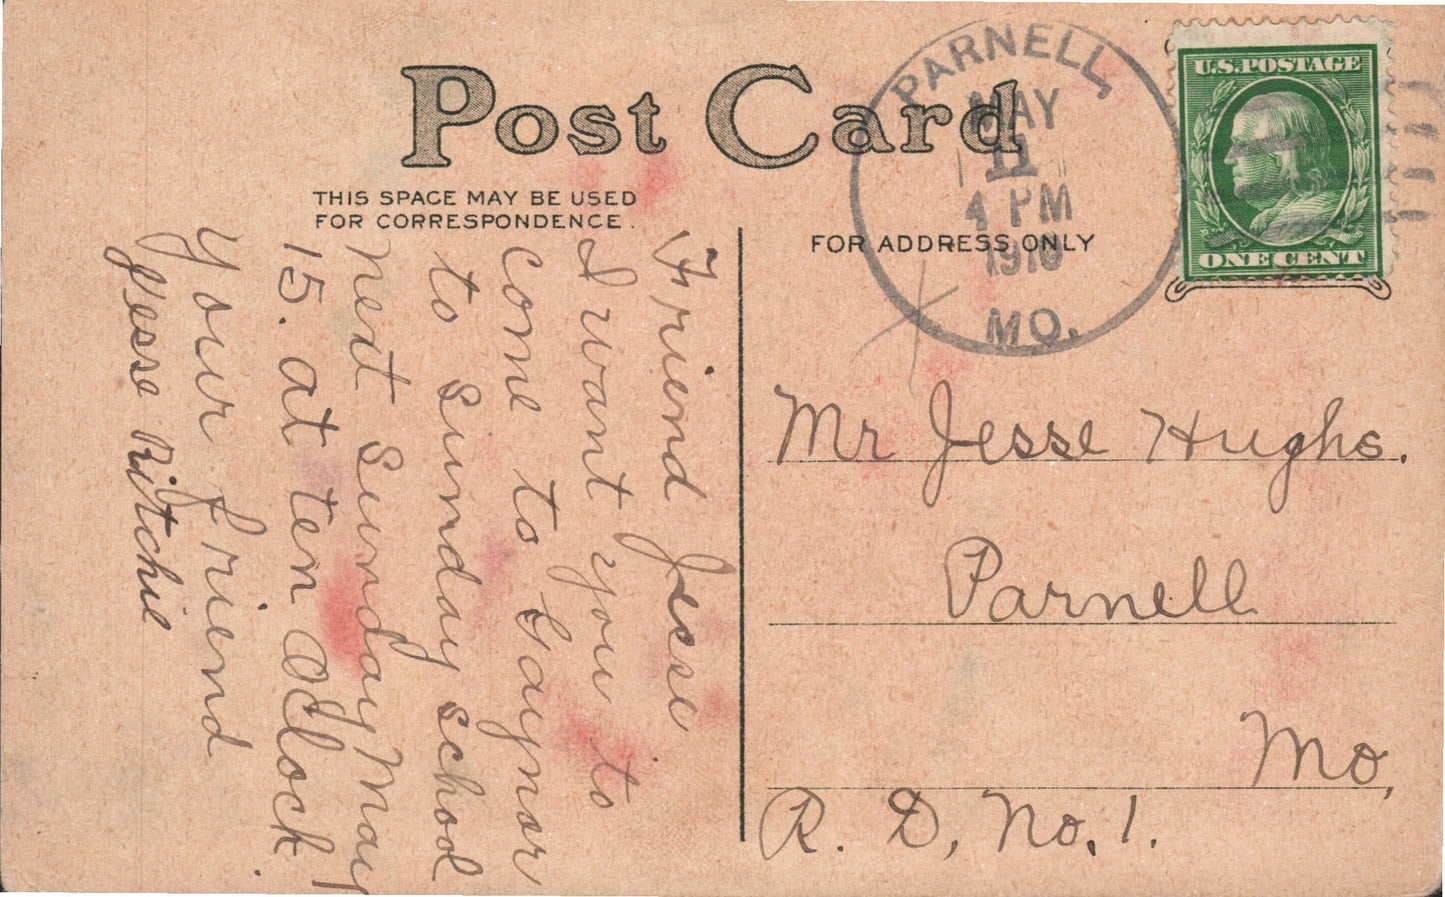 Post Card
THIS SPACE MAY BE USED
FOR CORRESPONDENCE.
FOR ADDRESS ONLY
PARNELL,
MAY
11
4 PM
1910
MO.
U.S. POSTAGE
ONE CENT
Friend Jesse
I want you to
come to Gaynor
to Sunday school
next Sunday May
15. at ten Oclock.
Your friend
Jesse Ritchie
Mr Jesse Hughs.
Parnell
Mo,
R. D, No, 1.